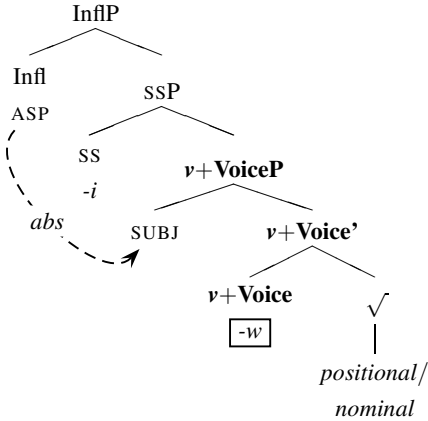 InflP
Infl
SSP
ASP
SS
v+VoiceP
-i
abs
SUBJ
v+Voice’
v+Voice
√
-w
positional/
nominal